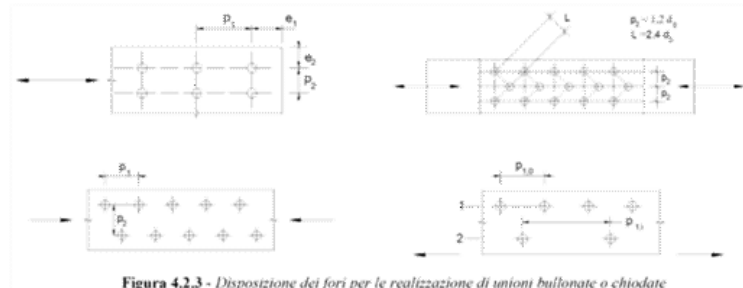 p₁ e₁
e₂
p₂
L
p₂ ≥ 1,2 d₀
L ≥ 2,4 d₀
p₂
p₂
p₁
p₂
p₁,₀
1
p₁,ᵢ
2
Figura 4.2.3 - Disposizione dei fori per le realizzazione di unioni bullonate o chiodate